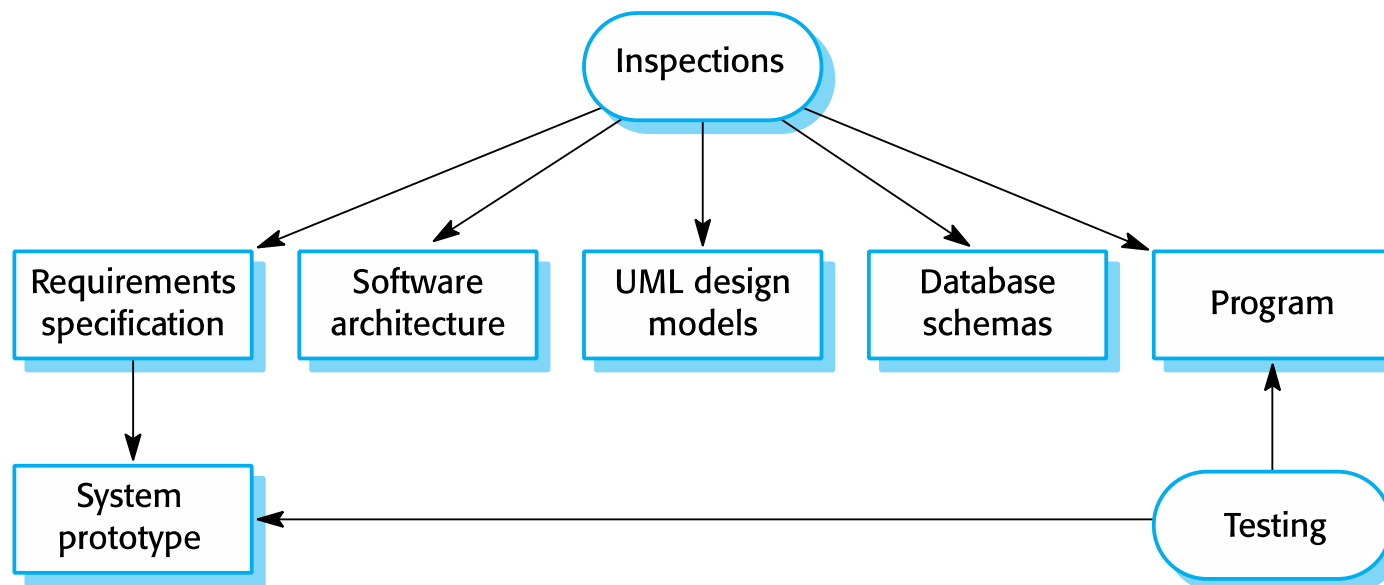 Inspections
Requirements
specification
Software
architecture
UML design
models
Database
schemas
Program
System
prototype
Testing